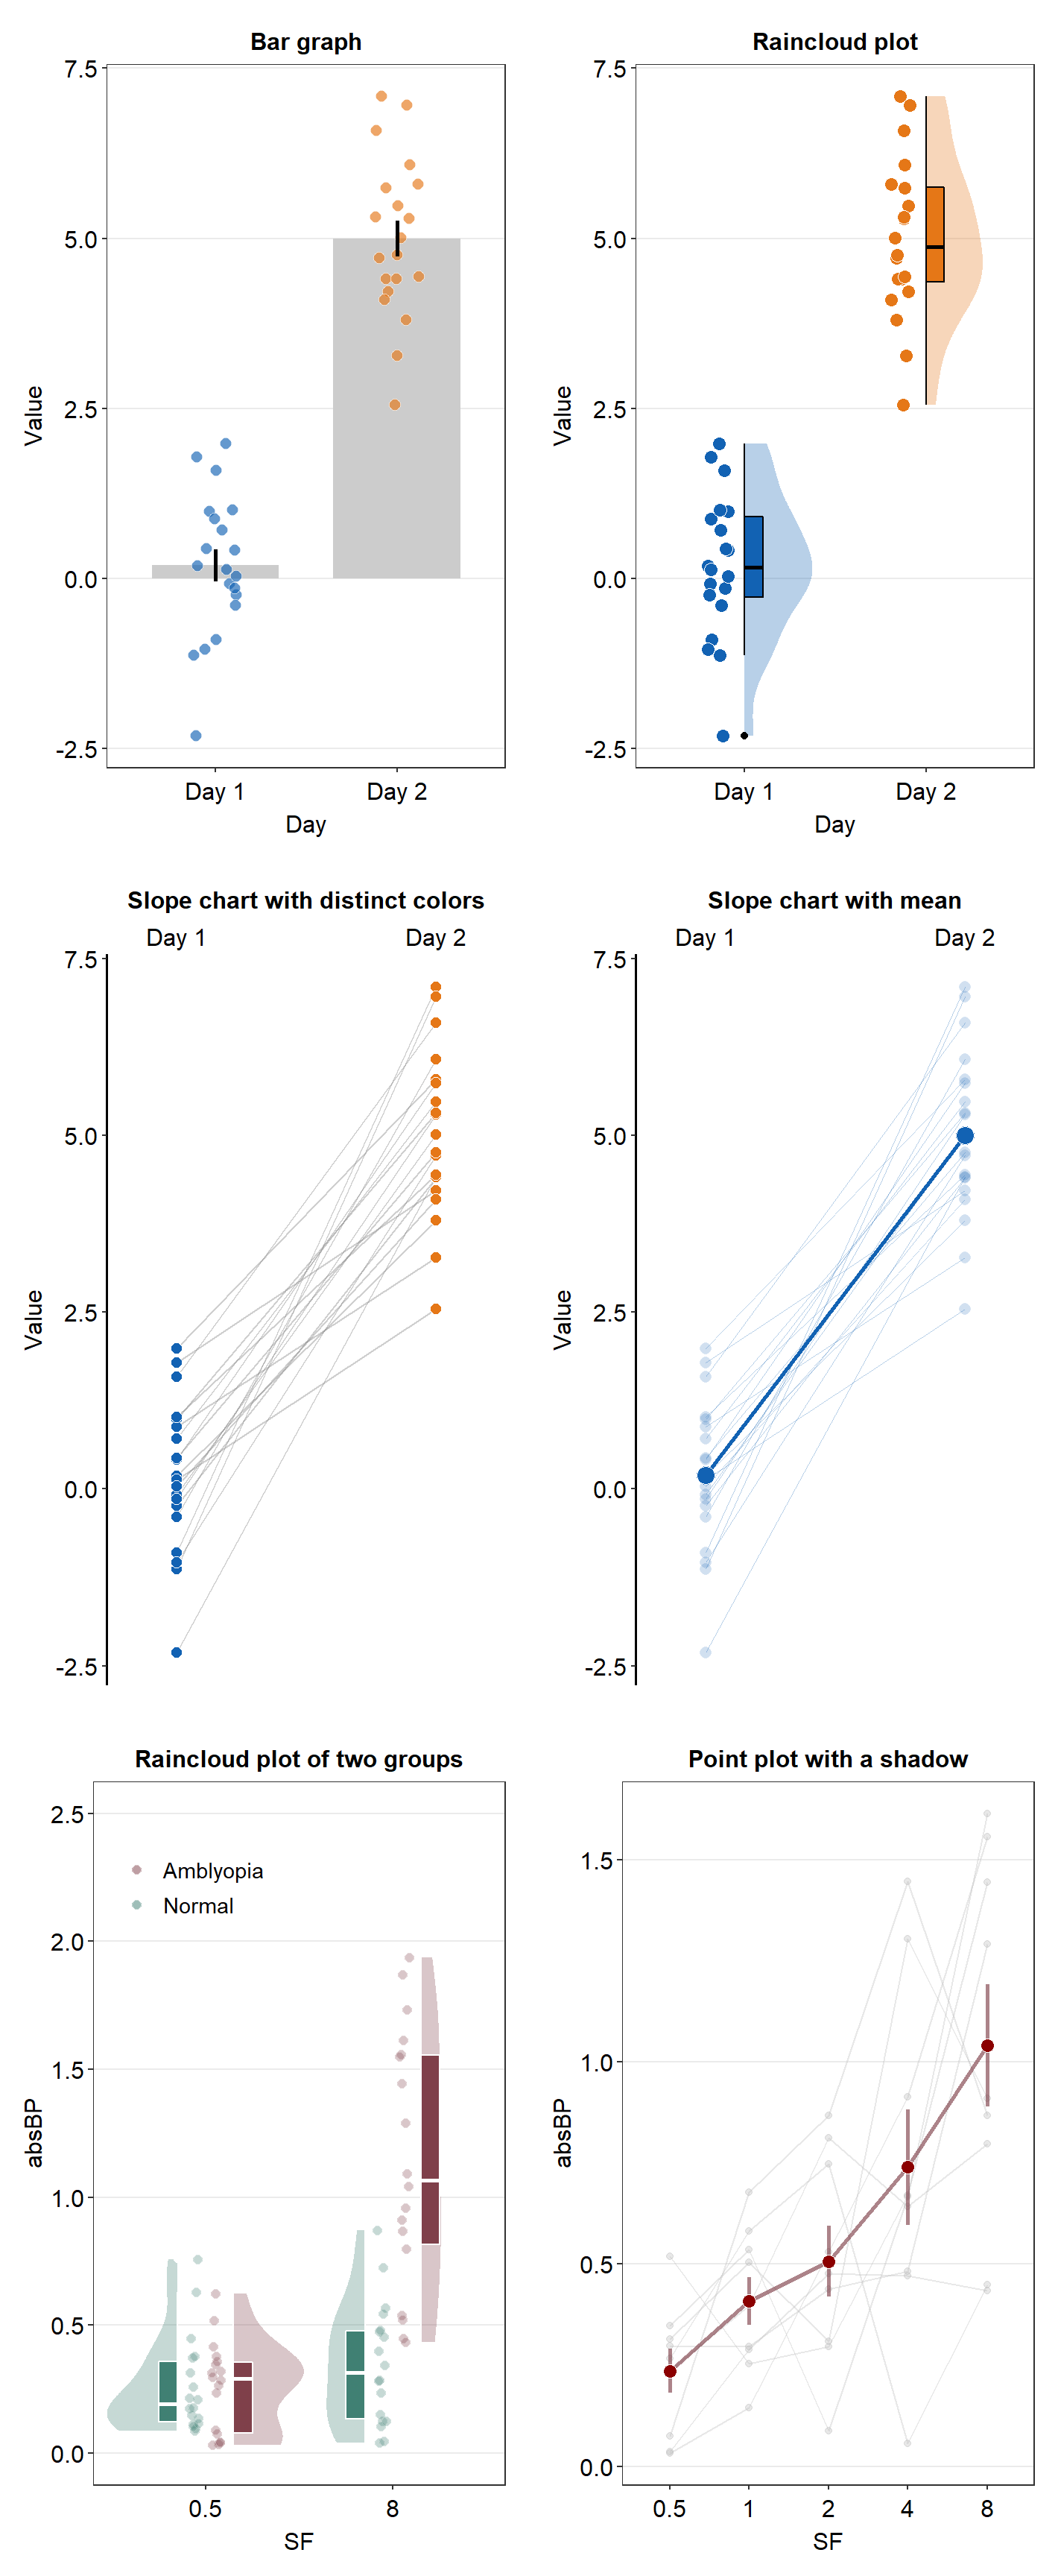 Bar graph
7.5
5.0
2.5
0.0
-2.5
Value
Day 1
Day 2
Day
Raincloud plot
7.5
5.0
2.5
0.0
-2.5
Value
Day 1
Day 2
Day
Slope chart with distinct colors
Day 1
Day 2
7.5
5.0
2.5
0.0
-2.5
Value
Slope chart with mean
Day 1
Day 2
7.5
5.0
2.5
0.0
-2.5
Value
Raincloud plot of two groups
2.5
2.0
1.5
1.0
0.5
0.0
absBP
Amblyopia
Normal
0.5
8
SF
Point plot with a shadow
1.5
1.0
0.5
0.0
absBP
0.5
1
2
4
8
SF